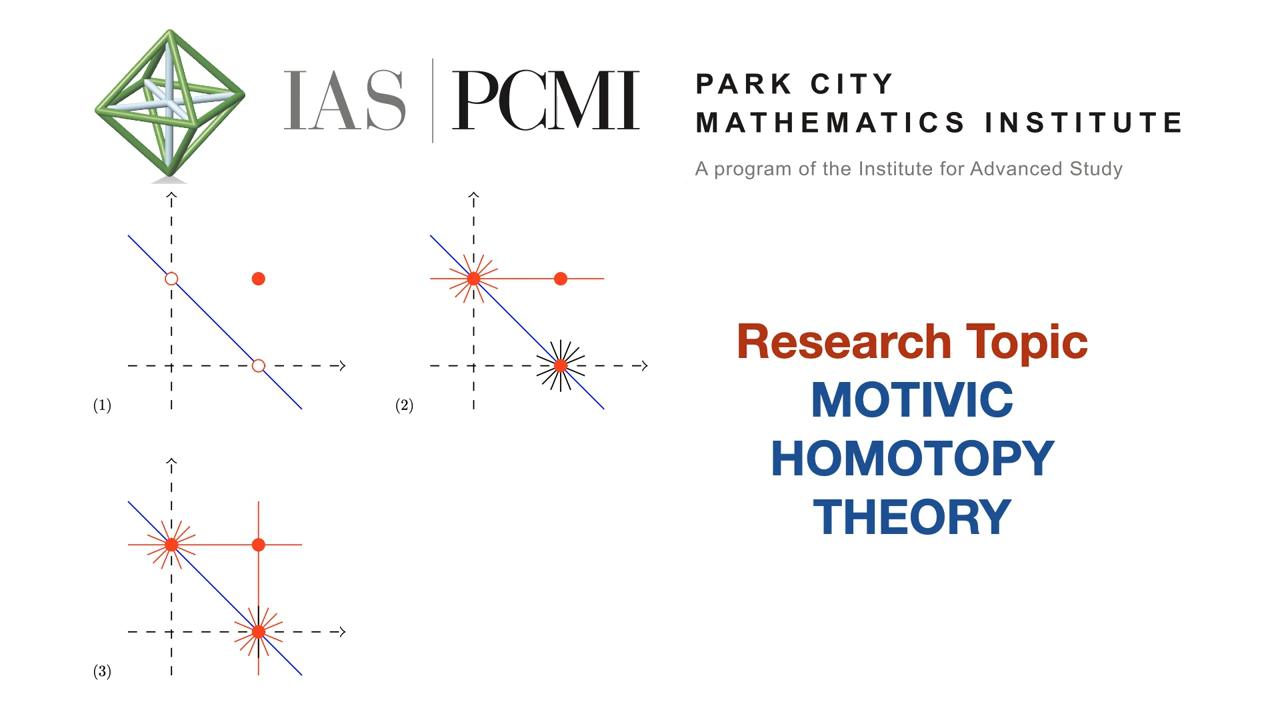 IAS | PCMI
PARK CITY
MATHEMATICS INSTITUTE
A program of the Institute for Advanced Study
(1)
(2)
(3)
Research Topic
MOTIVIC
HOMOTOPY
THEORY